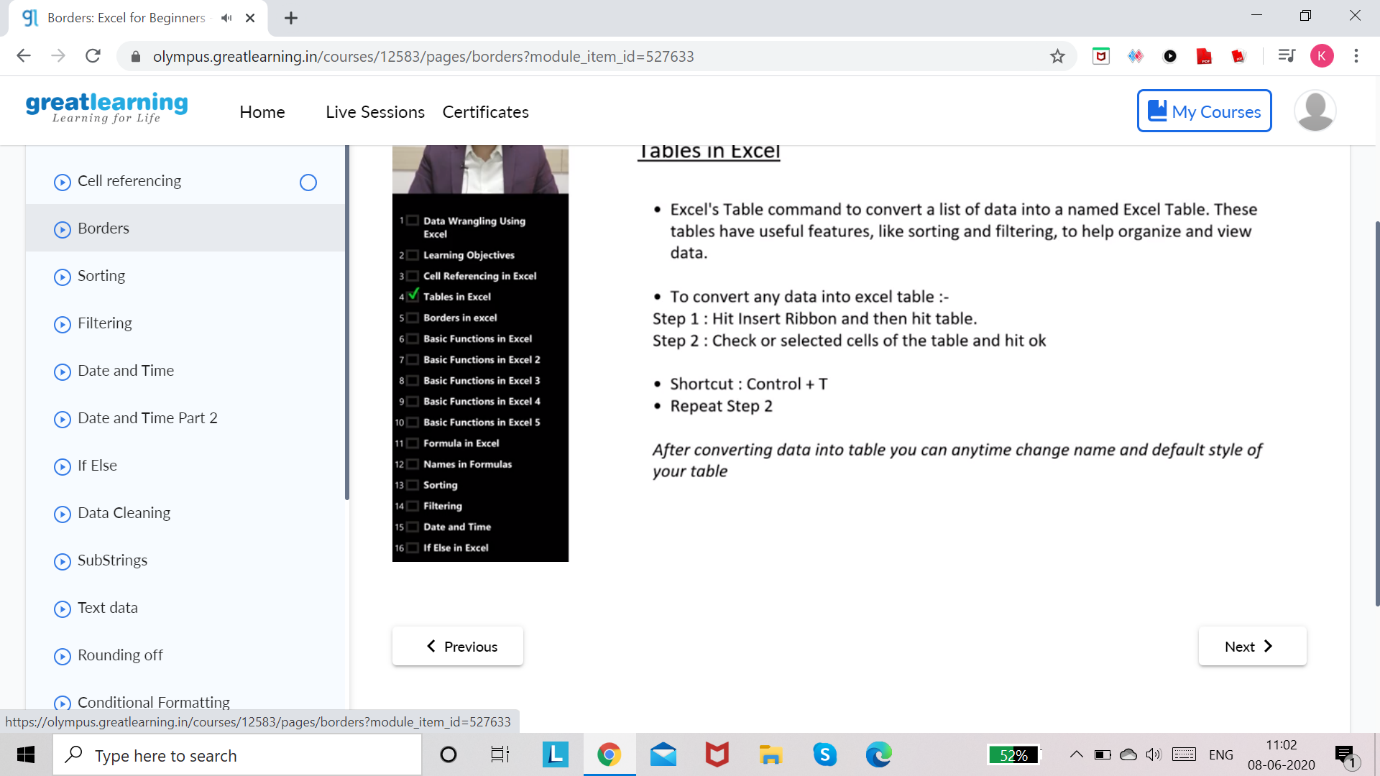 Borders: Excel for Beginners
olympus.greatlearning.in/courses/12583/pages/borders?module_item_id=527633
K
greatlearning
Learning for Life
Home
Live Sessions
Certificates
My Courses
Cell referencing
Borders
Sorting
Filtering
Date and Time
Date and Time Part 2
If Else
Data Cleaning
SubStrings
Text data
Rounding off
Conditional Formatting
1 Data Wrangling Using
Excel
2 Learning Objectives
3 Cell Referencing in Excel
4 Tables in Excel
5 Borders in excel
6 Basic Functions in Excel
7 Basic Functions in Excel 2
8 Basic Functions in Excel 3
9 Basic Functions in Excel 4
10 Basic Functions in Excel 5
11 Formula in Excel
12 Names in Formulas
13 Sorting
14 Filtering
15 Date and Time
16 If Else in Excel
Tables in Excel
• Excel's Table command to convert a list of data into a named Excel Table. These
tables have useful features, like sorting and filtering, to help organize and view
data.
• To convert any data into excel table :-
Step 1 : Hit Insert Ribbon and then hit table.
Step 2 : Check or selected cells of the table and hit ok
• Shortcut : Control + T
• Repeat Step 2
After converting data into table you can anytime change name and default style of
your table
Previous
Next
https://olympus.greatlearning.in/courses/12583/pages/borders?module_item_id=527633
Type here to search
L
S
52%
ENG
11:02
08-06-2020
1